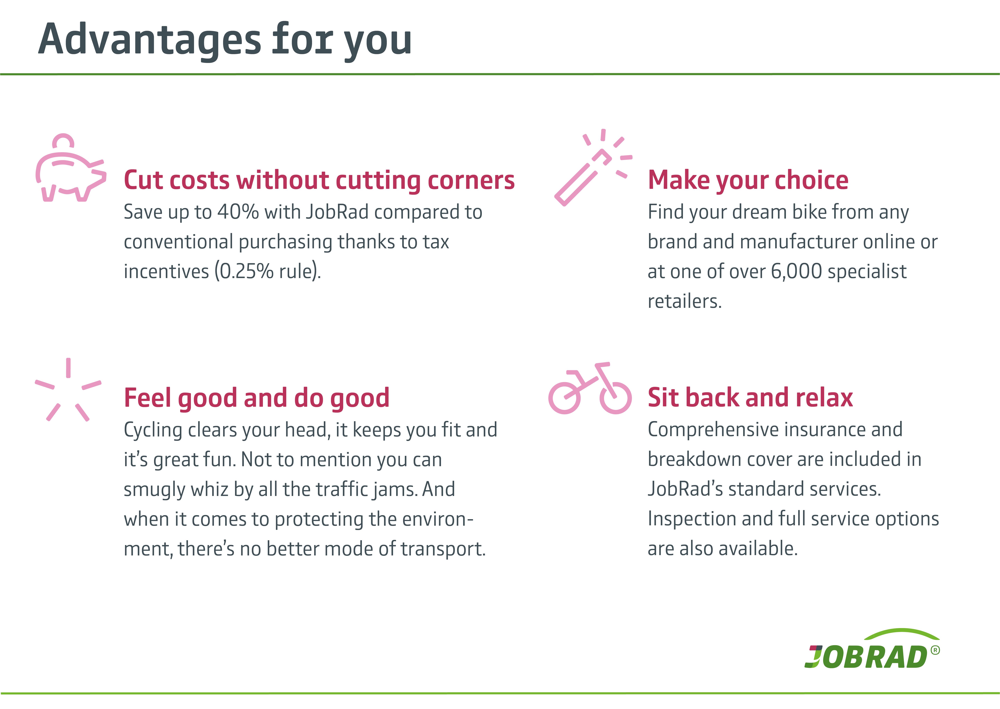 Advantages for you
Cut costs without cutting corners
Save up to 40% with JobRad compared to
conventional purchasing thanks to tax
incentives (0.25% rule).
Make your choice
Find your dream bike from any
brand and manufacturer online or
at one of over 6,000 specialist
retailers.
Feel good and do good
Cycling clears your head, it keeps you fit and
it’s great fun. Not to mention you can
smugly whiz by all the traffic jams. And
when it comes to protecting the environ-
ment, there’s no better mode of transport.
Sit back and relax
Comprehensive insurance and
breakdown cover are included in
JobRad’s standard services.
Inspection and full service options
are also available.
JOBRAD®